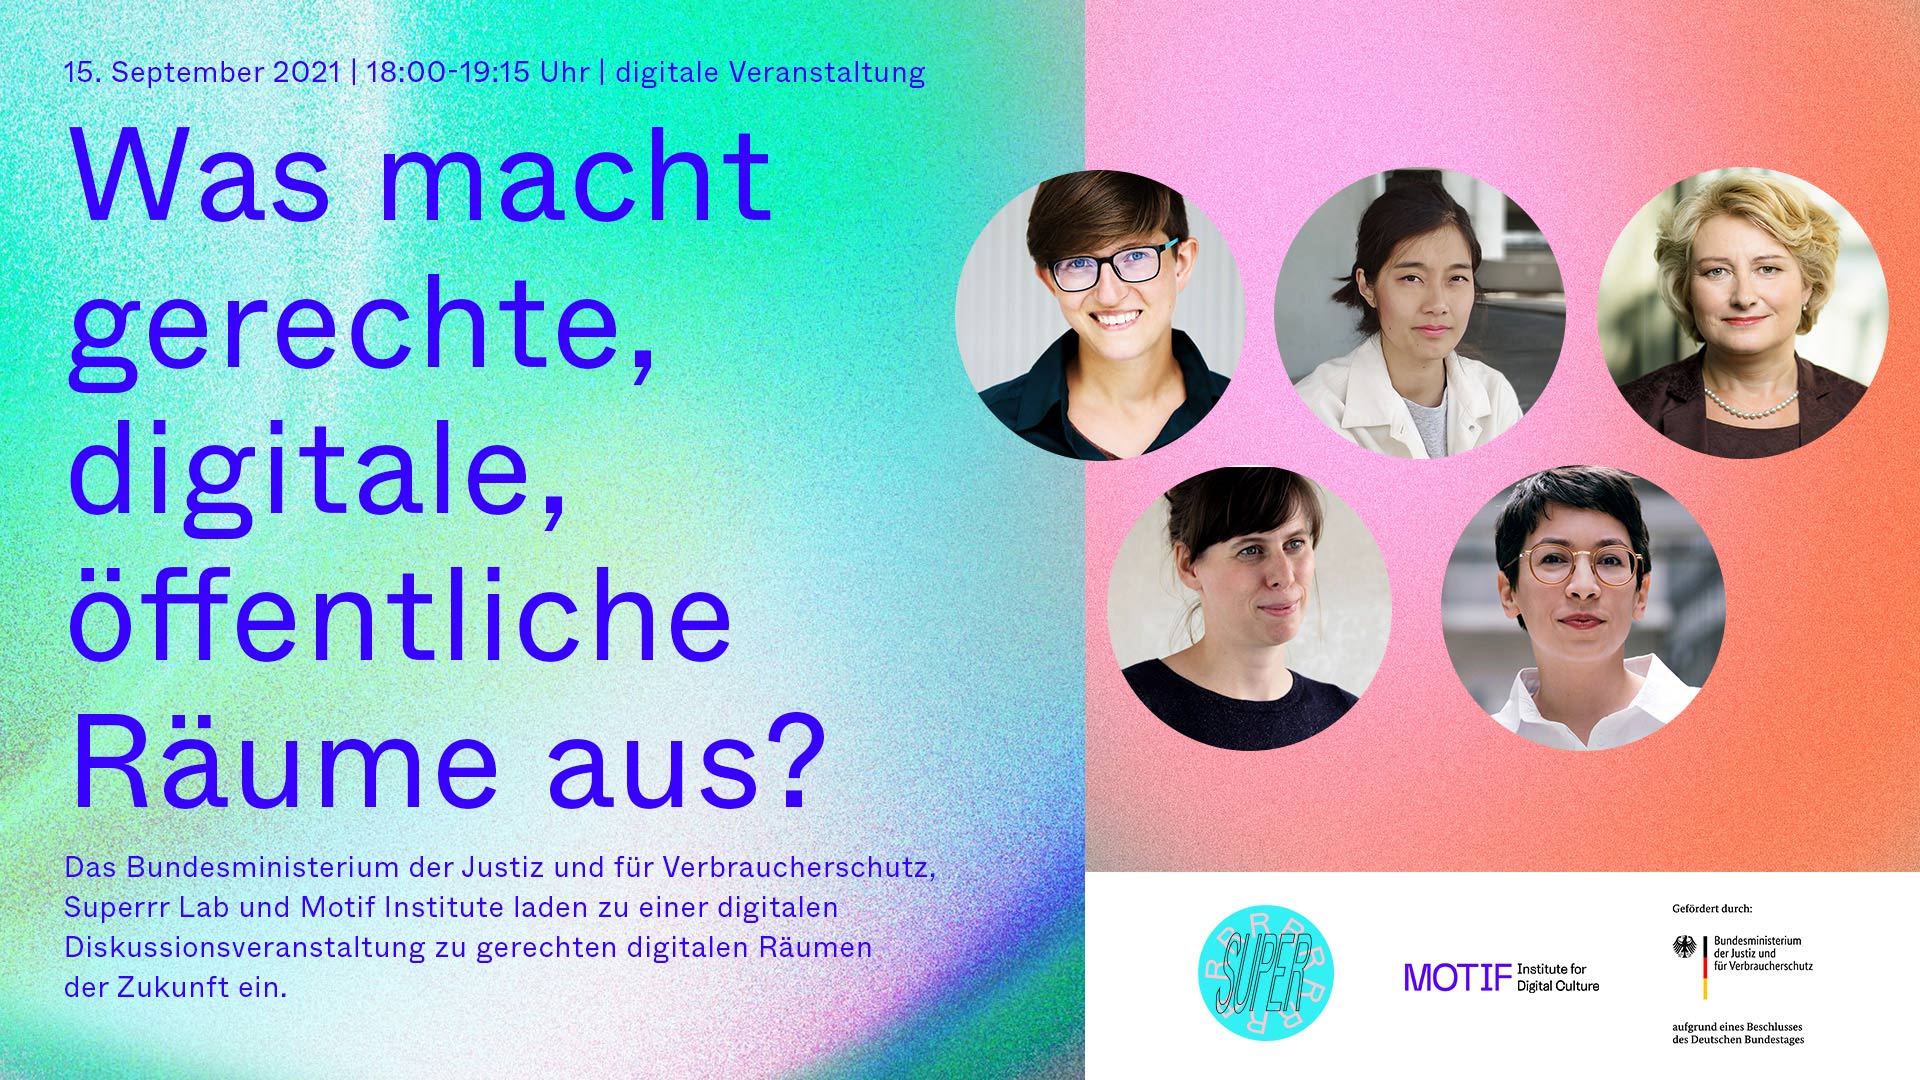 15. September 2021 | 18:00-19:15 Uhr | digitale Veranstaltung
Was macht
gerechte,
digitale,
öffentliche
Räume aus?
Das Bundesministerium der Justiz und für Verbraucherschutz,
Superrr Lab und Motif Institute laden zu einer digitalen
Diskussionsveranstaltung zu gerechten digitalen Räumen
der Zukunft ein.
SUPER
RRRRRRRRRR
MOTIF
Institute for
Digital Culture
Gefördert durch:
Bundesministerium
der Justiz und
für Verbraucherschutz
aufgrund eines Beschlusses
des Deutschen Bundestages